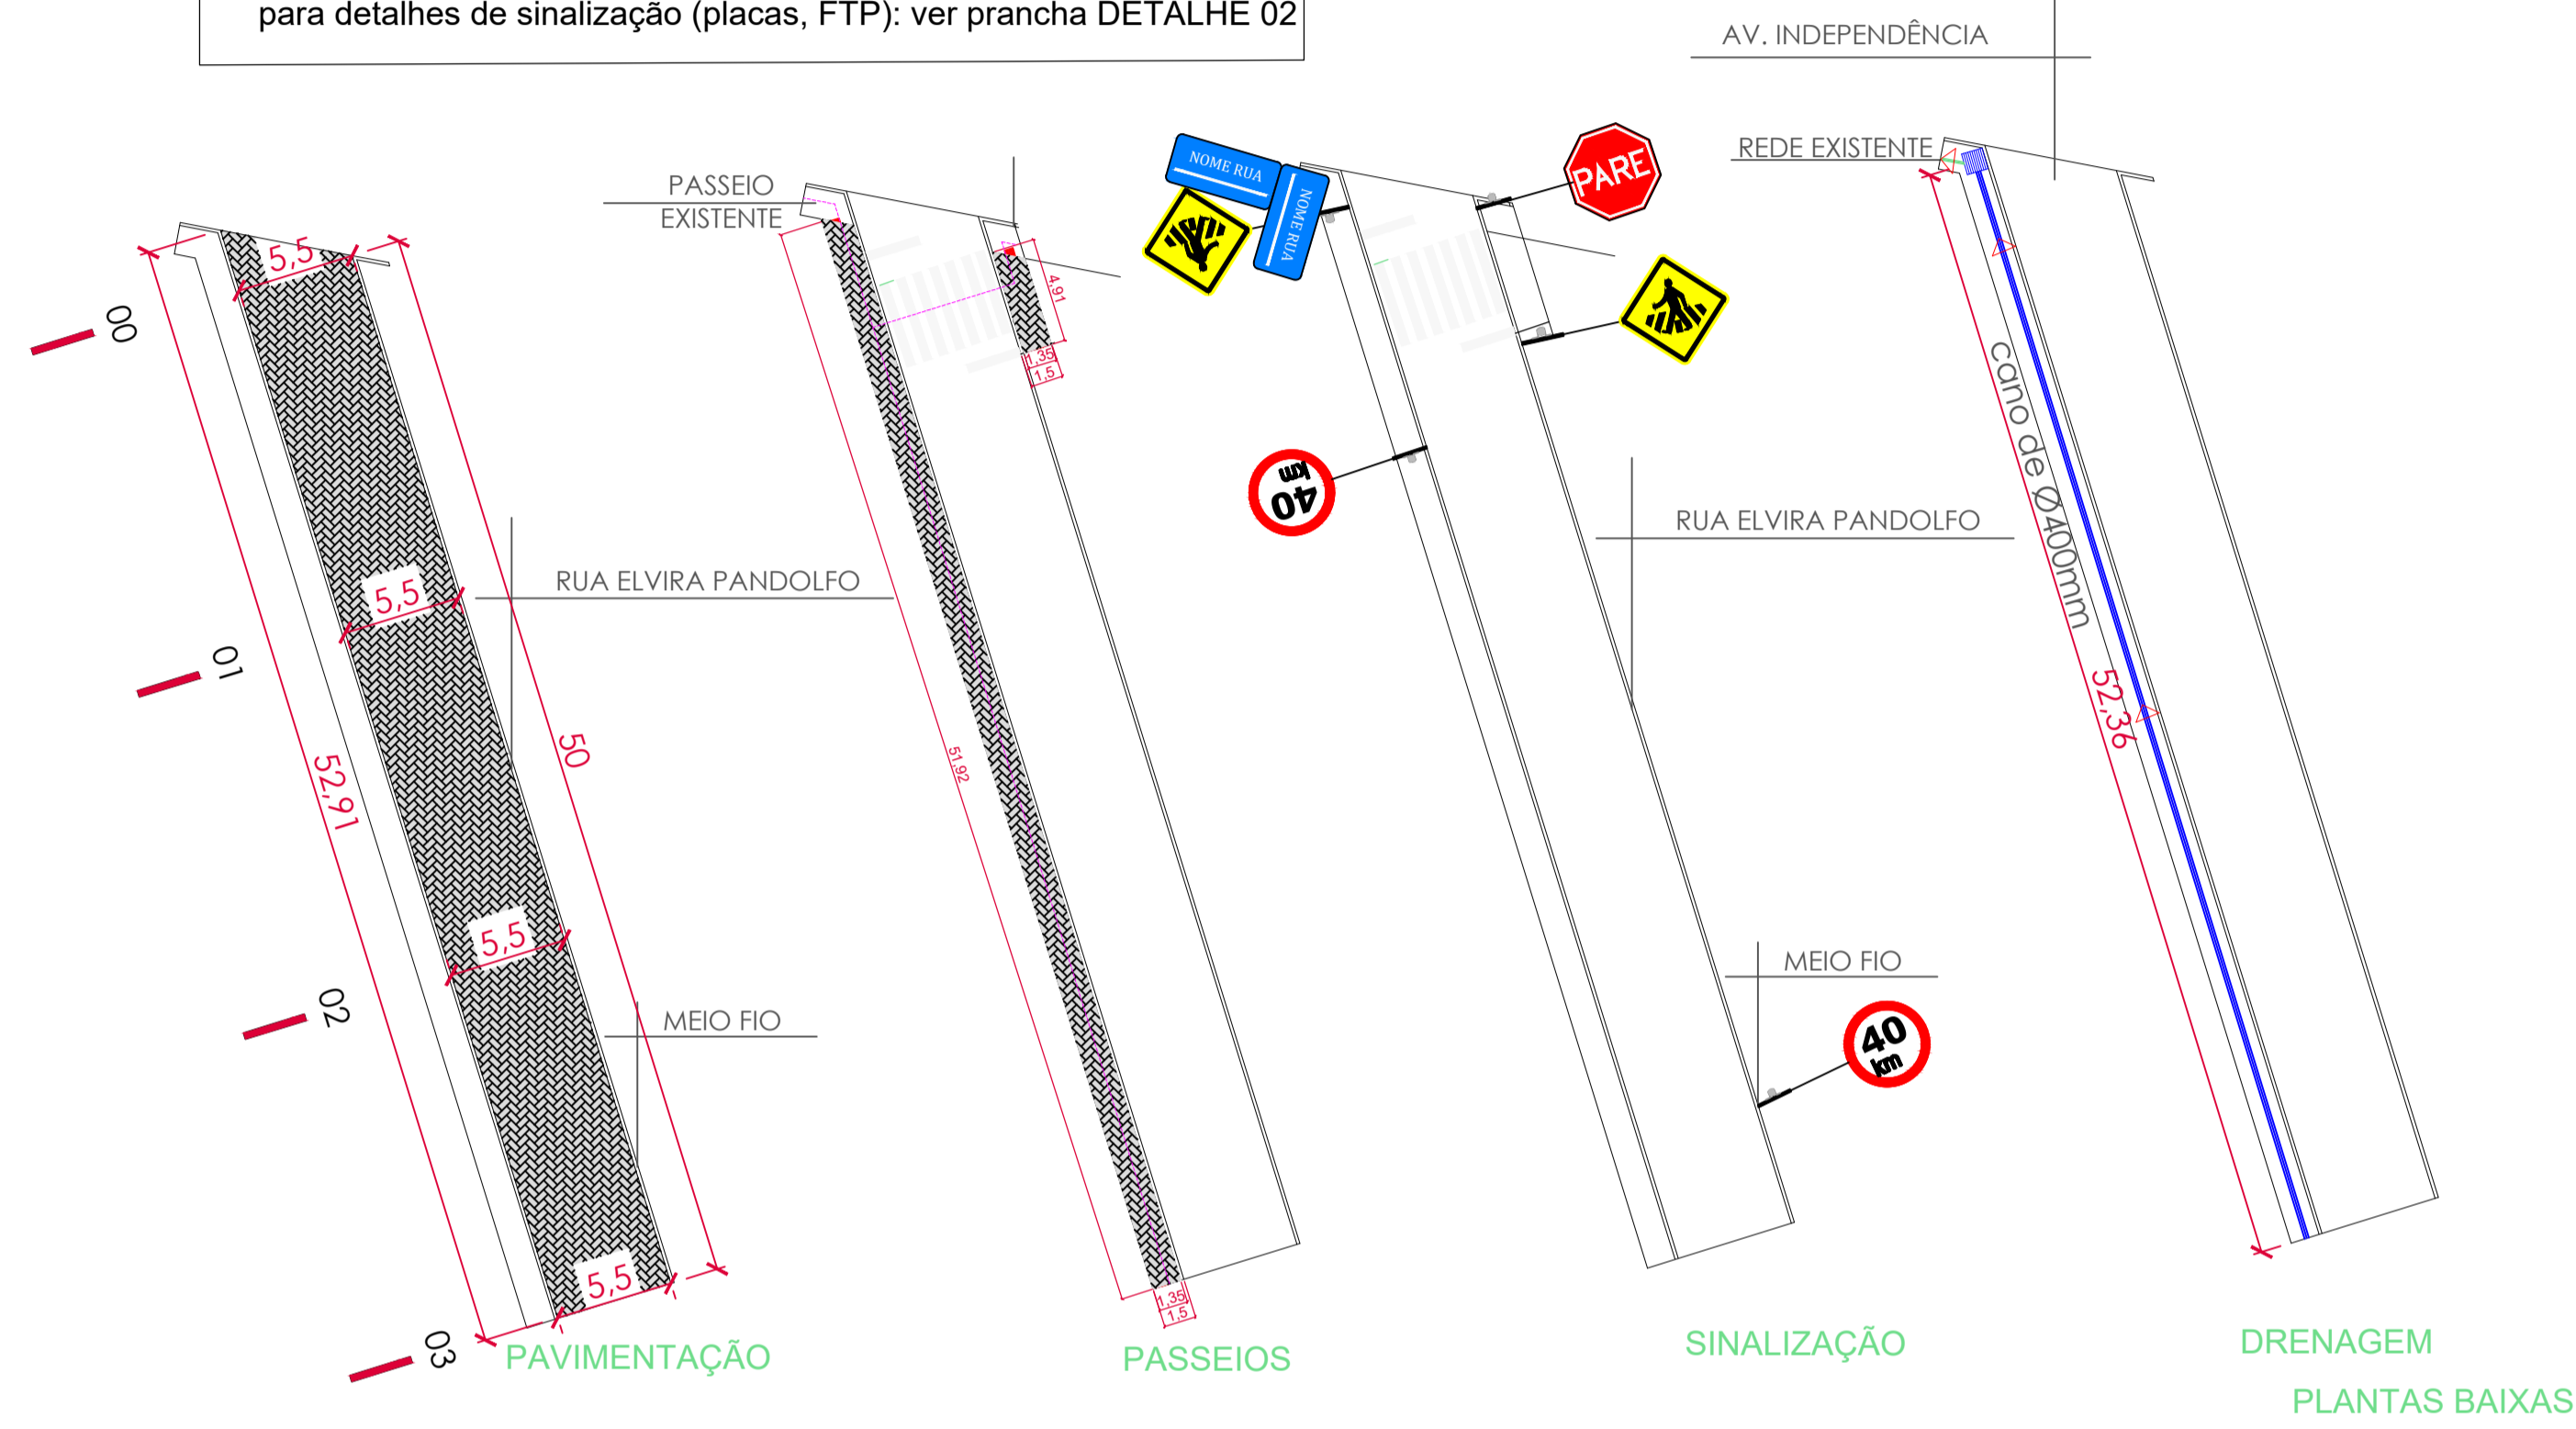 para detalhes de sinalização (placas, FTP): ver prancha DETALHE 02
5,5
00
5,5
01
50
52,91
RUA ELVIRA PANDOLFO
5,5
02
MEIO FIO
5,5
03
PAVIMENTAÇÃO
PASSEIO
EXISTENTE
4,91
1,35
1,5
51,92
1,35
1,5
PASSEIOS
NOME RUA
NOME RUA
PARE
40
km
RUA ELVIRA PANDOLFO
MEIO FIO
40
km
SINALIZAÇÃO
AV. INDEPENDÊNCIA
REDE EXISTENTE
cano de Ø400mm
52,36
DRENAGEM
PLANTAS BAIXAS